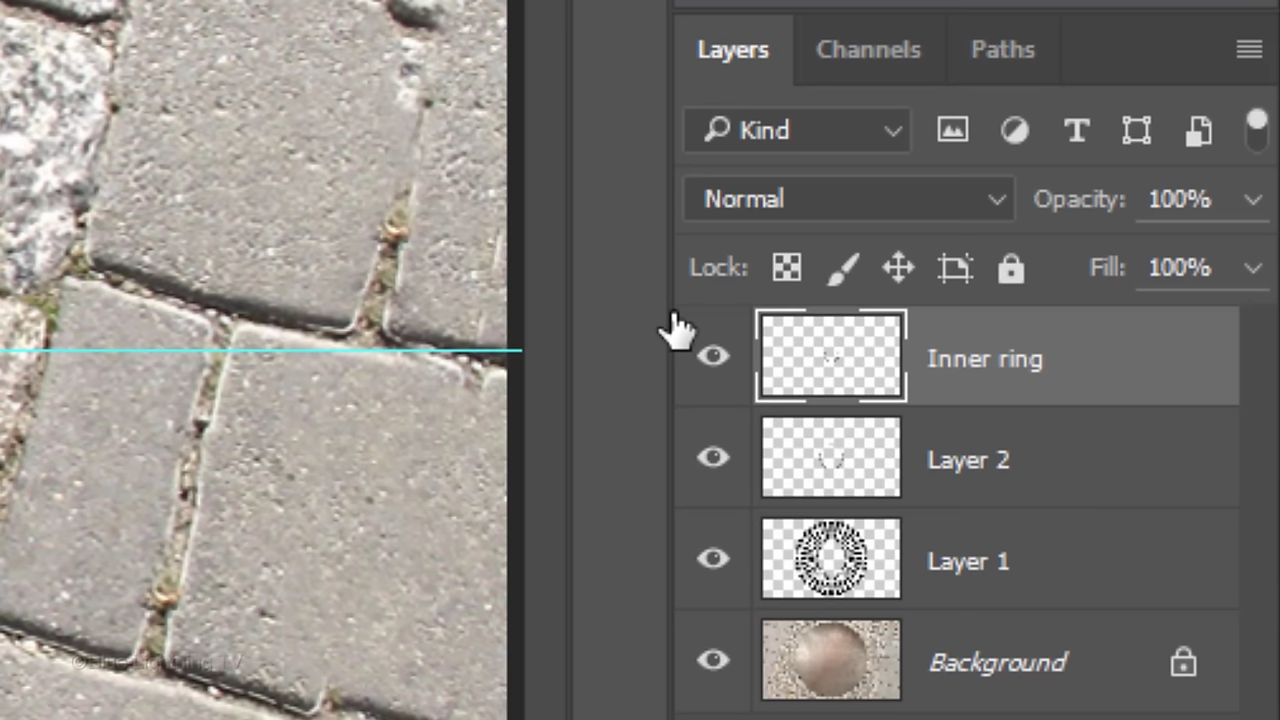 Layers Channels Paths
Kind
Normal Opacity: 100%
Lock: Fill: 100%
Inner ring
Layer 2
Layer 1
Background